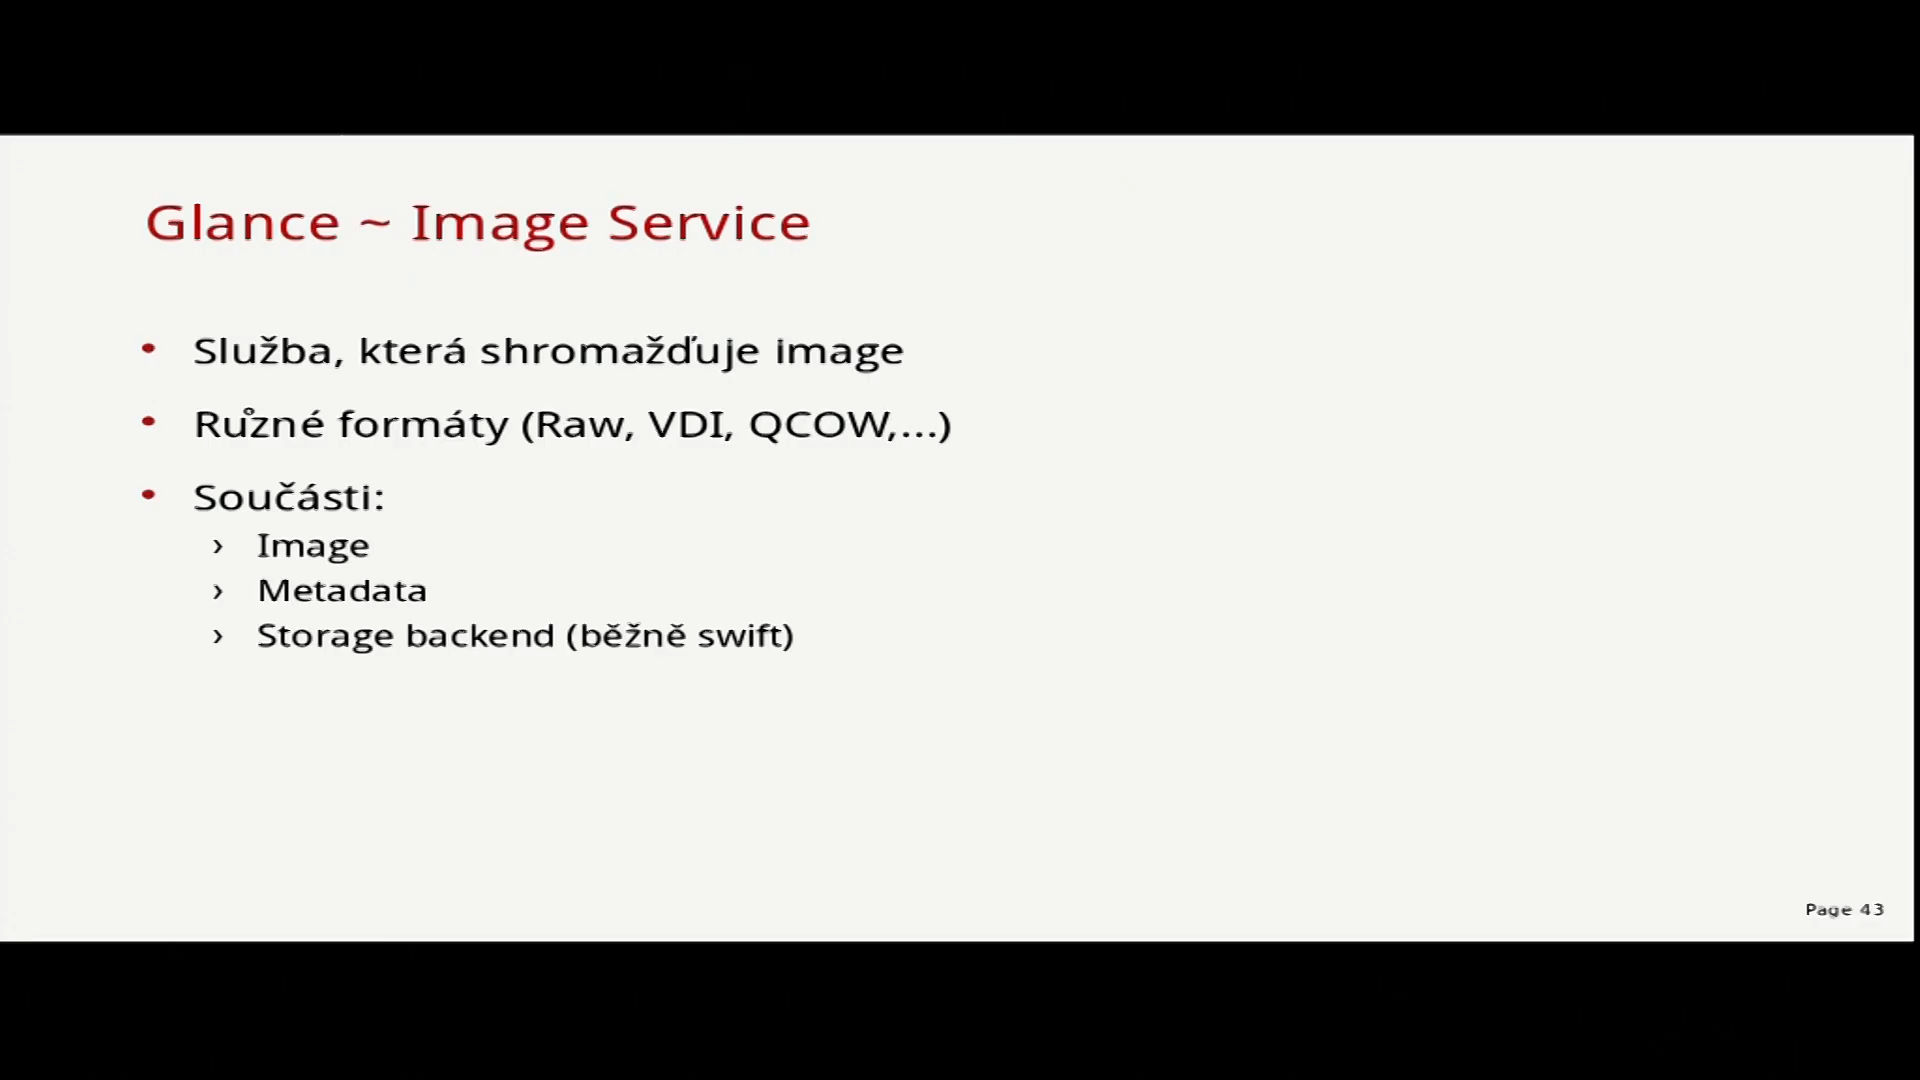 Glance ~ Image Service
• Služba, která shromažďuje image
• Různé formáty (Raw, VDI, QCOW,...)
• Součásti:
› Image
› Metadata
› Storage backend (běžně swift)
Page 43